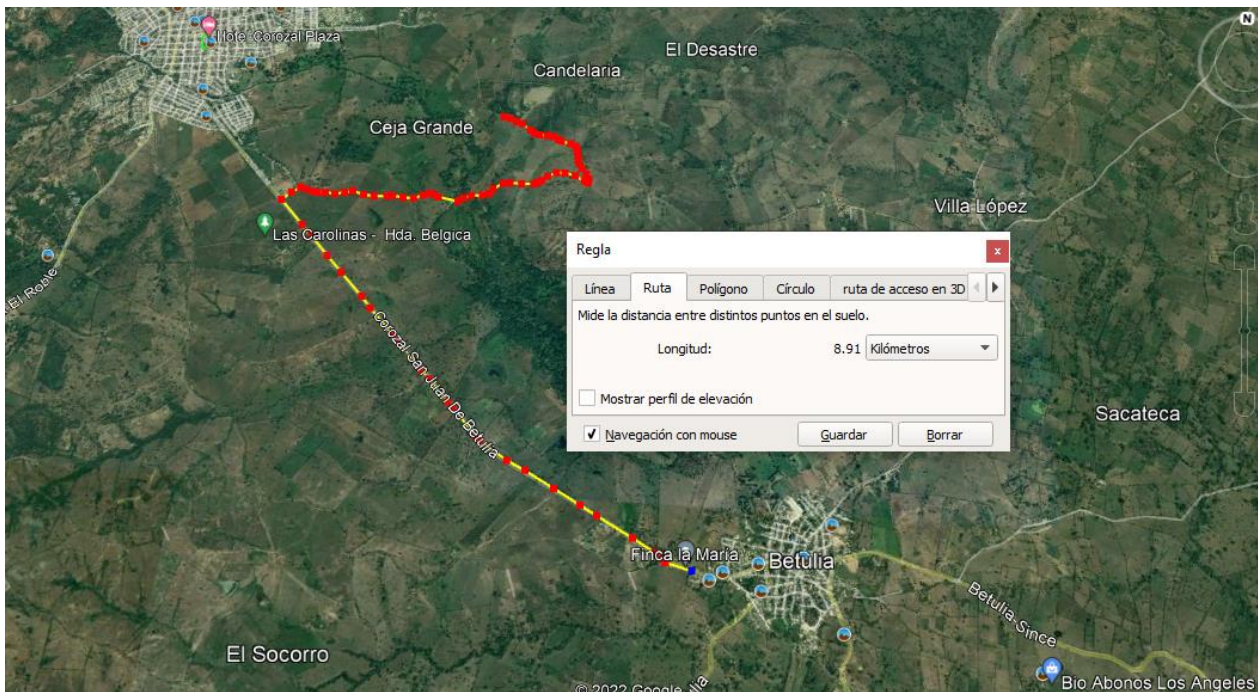 N
Hotel Corozal Plaza
El Desastre
Candelaria
Ceja Grande
Villa López
Las Carolinas - Hda. Belgica
El Roble
Regla
x
Línea
Ruta
Polígono
Círculo
ruta de acceso en 3D
Mide la distancia entre distintos puntos en el suelo.
Longitud:
8.91
Kilómetros
Mostrar perfil de elevación
Navegación con mouse
Guardar
Borrar
Corozal-San Juan De Betulia
Sacateca
Finca la María
Betulia
Betulia-Since
El Socorro
© 2022 Google
Bio Abonos Los Angeles